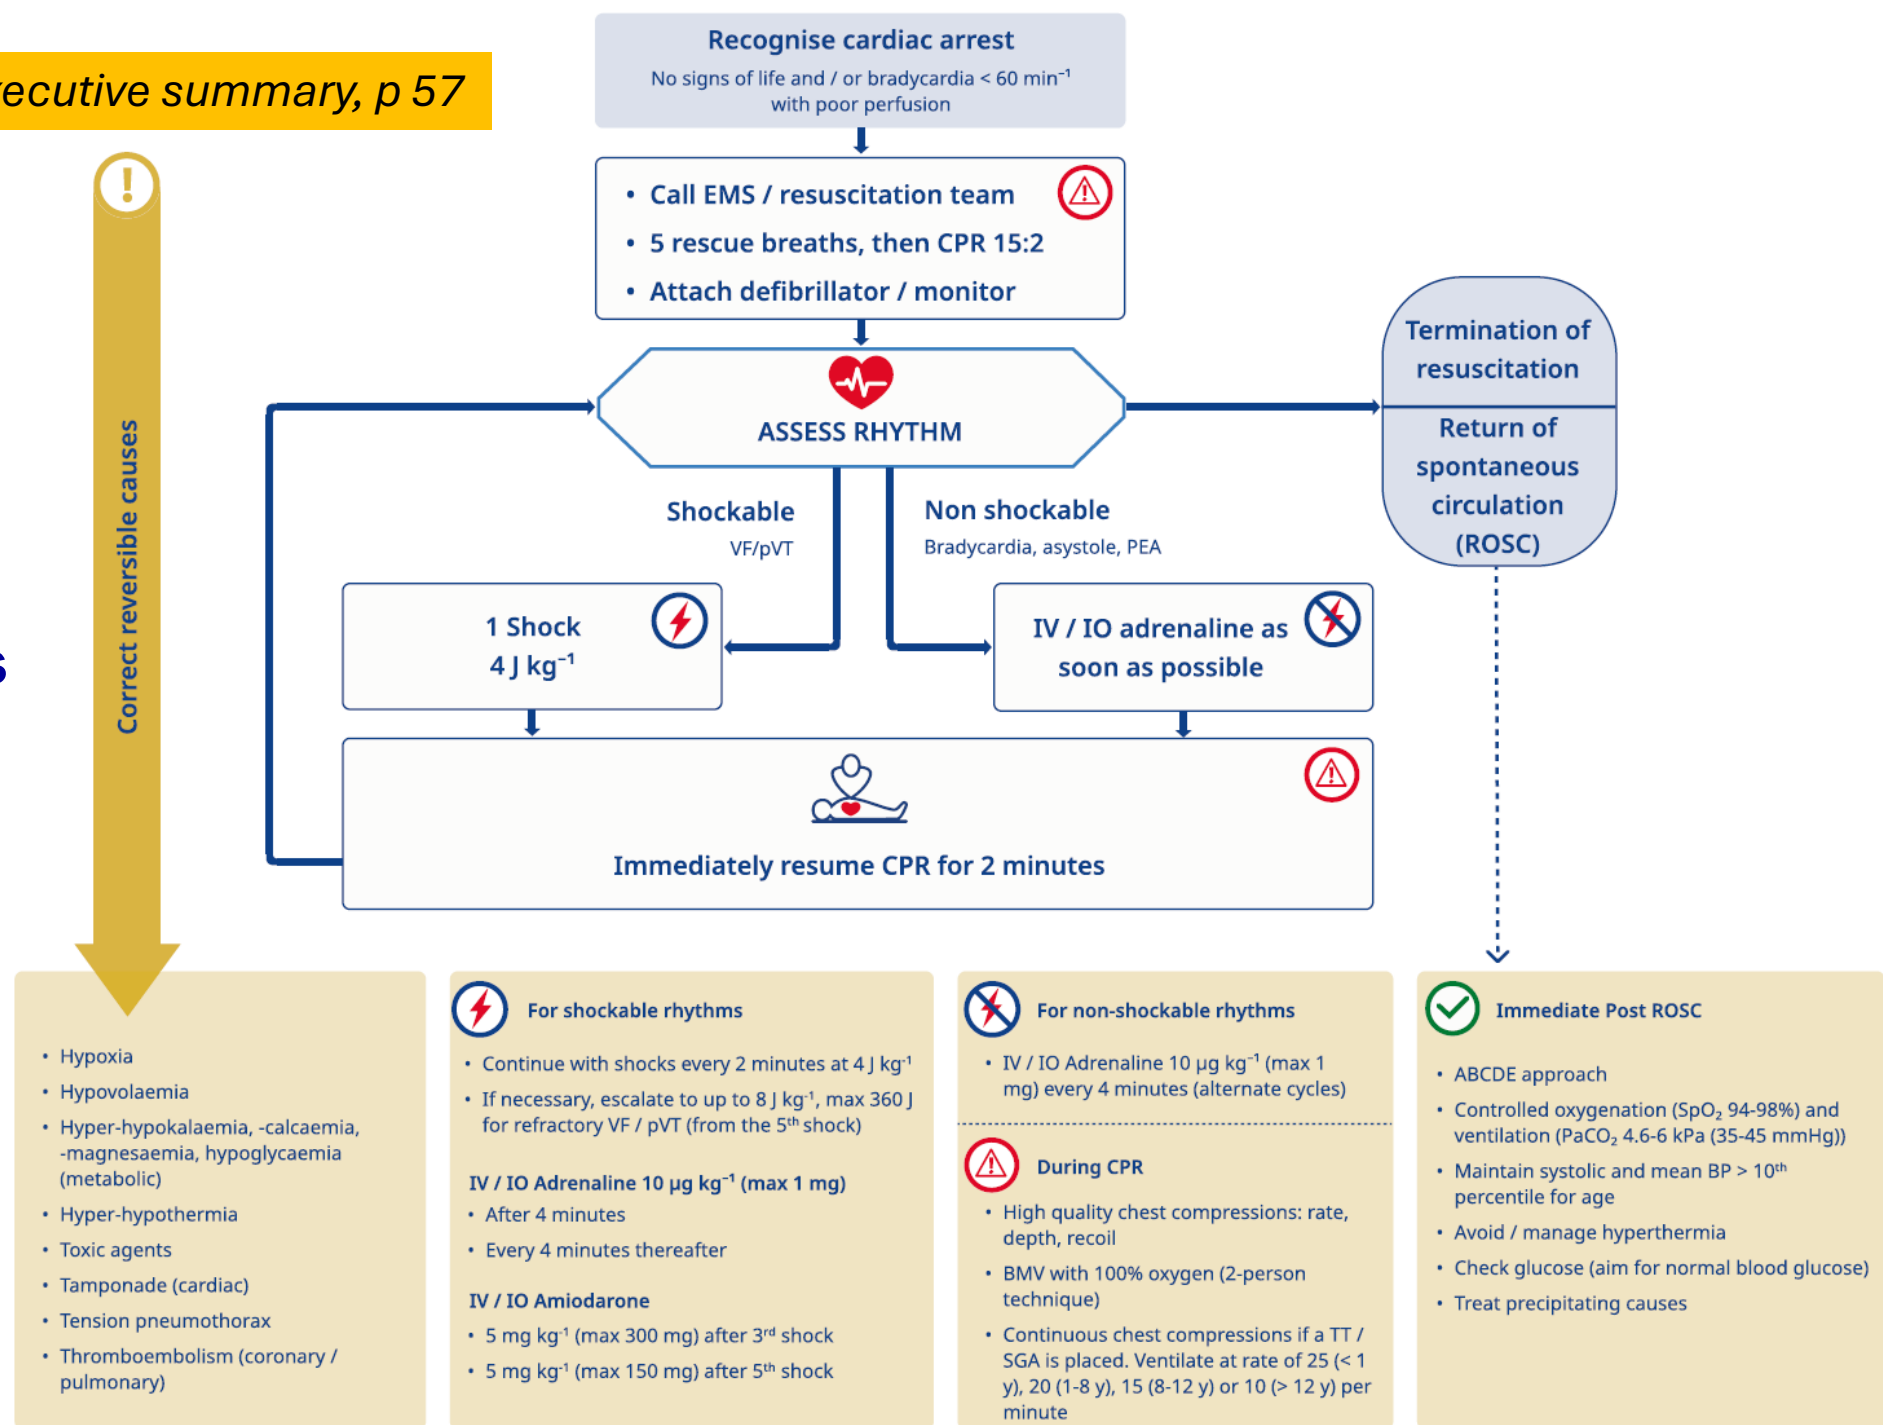 ecutive summary, p 57
Recognise cardiac arrest
No signs of life and / or bradycardia < 60 min⁻¹
with poor perfusion
• Call EMS / resuscitation team
• 5 rescue breaths, then CPR 15:2
• Attach defibrillator / monitor
ASSESS RHYTHM
Termination of
resuscitation
Return of
spontaneous
circulation
(ROSC)
Shockable
VF/pVT
Non shockable
Bradycardia, asystole, PEA
1 Shock
4 J kg⁻¹
IV / IO adrenaline as
soon as possible
Immediately resume CPR for 2 minutes
s
Correct reversible causes
• Hypoxia
• Hypovolaemia
• Hyper-hypokalaemia, -calcaemia,
-magnesaemia, hypoglycaemia
(metabolic)
• Hyper-hypothermia
• Toxic agents
• Tamponade (cardiac)
• Tension pneumothorax
• Thromboembolism (coronary /
pulmonary)
For shockable rhythms
• Continue with shocks every 2 minutes at 4 J kg⁻¹
• If necessary, escalate to up to 8 J kg⁻¹, max 360 J
for refractory VF / pVT (from the 5ᵗʰ shock)
IV / IO Adrenaline 10 µg kg⁻¹ (max 1 mg)
• After 4 minutes
• Every 4 minutes thereafter
IV / IO Amiodarone
• 5 mg kg⁻¹ (max 300 mg) after 3ʳᵈ shock
• 5 mg kg⁻¹ (max 150 mg) after 5ᵗʰ shock
For non-shockable rhythms
• IV / IO Adrenaline 10 µg kg⁻¹ (max 1
mg) every 4 minutes (alternate cycles)
During CPR
• High quality chest compressions: rate,
depth, recoil
• BMV with 100% oxygen (2-person
technique)
• Continuous chest compressions if a TT /
SGA is placed. Ventilate at rate of 25 (< 1
y), 20 (1-8 y), 15 (8-12 y) or 10 (> 12 y) per
minute
Immediate Post ROSC
• ABCDE approach
• Controlled oxygenation (SpO₂ 94-98%) and
ventilation (PaCO₂ 4.6-6 kPa (35-45 mmHg))
• Maintain systolic and mean BP > 10ᵗʰ
percentile for age
• Avoid / manage hyperthermia
• Check glucose (aim for normal blood glucose)
• Treat precipitating causes